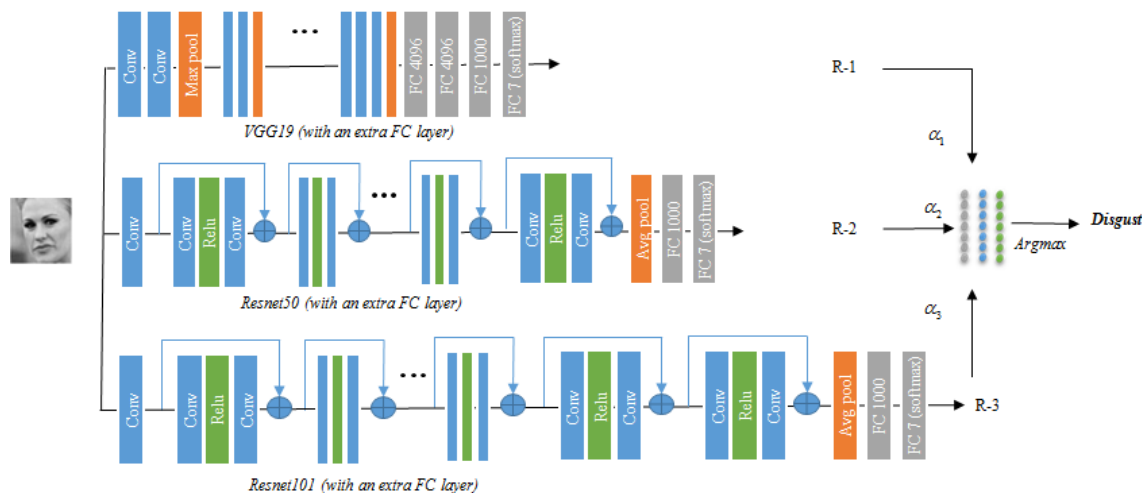 Conv
Conv
Max pool
...
FC 4096
FC 4096
FC 1000
FC 7 (softmax)
VGG19 (with an extra FC layer)
R-1
α1
Conv
Conv
Relu
Conv
...
Conv
Relu
Conv
Avg pool
FC 1000
FC 7 (softmax)
Resnet50 (with an extra FC layer)
R-2
α2
Argmax
Disgust
α3
Conv
Conv
Relu
Conv
...
Conv
Relu
Conv
Conv
Relu
Conv
Avg pool
FC 1000
FC 7 (softmax)
R-3
Resnet101 (with an extra FC layer)